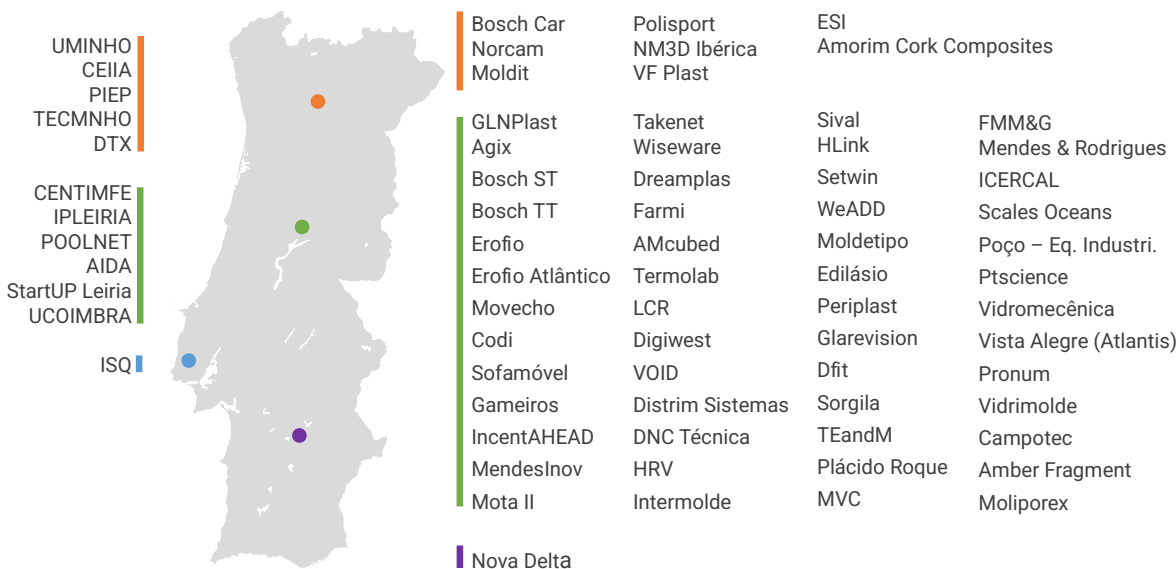 UMINHO
CEIIA
PIEP
TECMNHO
DTX
CENTIMFE
IPLEIRIA
POOLNET
AIDA
StartUP Leiria
UCOIMBRA
ISQ
Bosch Car
Norcam
Moldit
Polisport
NM3D Ibérica
VF Plast
ESI
Amorim Cork Composites
GLNPlast
Agix
Bosch ST
Bosch TT
Erofio
Erofio Atlântico
Movecho
Codi
Sofamóvel
Gameiros
IncentAHEAD
MendesInov
Mota II
Takenet
Wiseware
Dreamplas
Farmi
AMcubed
Termolab
LCR
Digiwest
VOID
Distrim Sistemas
DNC Técnica
HRV
Intermolde
Sival
HLink
Setwin
WeADD
Moldetipo
Edilásio
Periplast
Glarevision
Dfit
Sorgila
TEandM
Plácido Roque
MVC
FMM&G
Mendes & Rodrigues
ICERCAL
Scales Oceans
Poço – Eq. Industri.
Ptscience
Vidromecênica
Vista Alegre (Atlantis)
Pronum
Vidrimolde
Campotec
Amber Fragment
Moliporex
Nova Delta